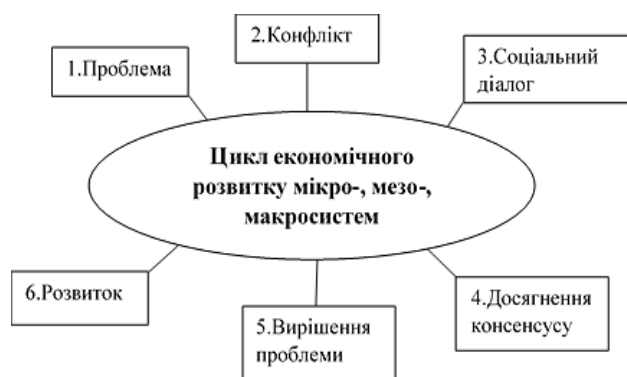 1.Проблема
2.Конфлікт
3.Соціальний
діалог
Цикл економічного
розвитку мікро-, мезо-,
макросистем
4.Досягнення
консенсусу
5.Вирішення
проблеми
6.Розвиток